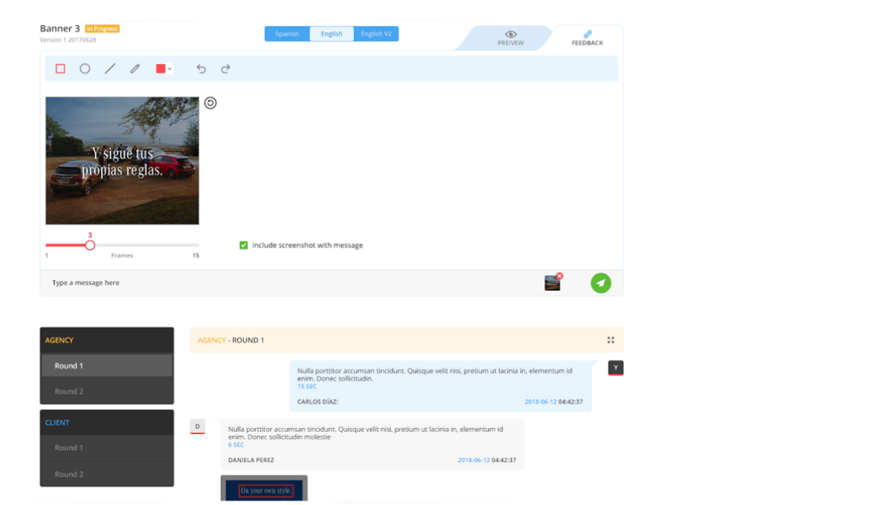 Banner 3 In Progress
Version 1 20170628
Spanish English English V2
PREIVEW
FEEDBACK
Y sigue tus
propias reglas.
3
1 Frames 15
Include screenshot with message
Type a message here
AGENCY
Round 1
Round 2
CLIENT
Round 1
Round 2
AGENCY - ROUND 1
Nulla porttitor accumsan tincidunt. Quisque velit nisi, pretium ut lacinia in, elementum id
enim. Donec sollicitudin.
15 SEC
CARLOS DÍAZ: 2018-06-12 04:42:37
Y
D
Nulla porttitor accumsan tincidunt. Quisque velit nisi, pretium ut lacinia in, elementum id
enim. Donec sollicitudin molestie
6 SEC
DANIELA PEREZ 2018-06-12 04:42:37
On your own style.